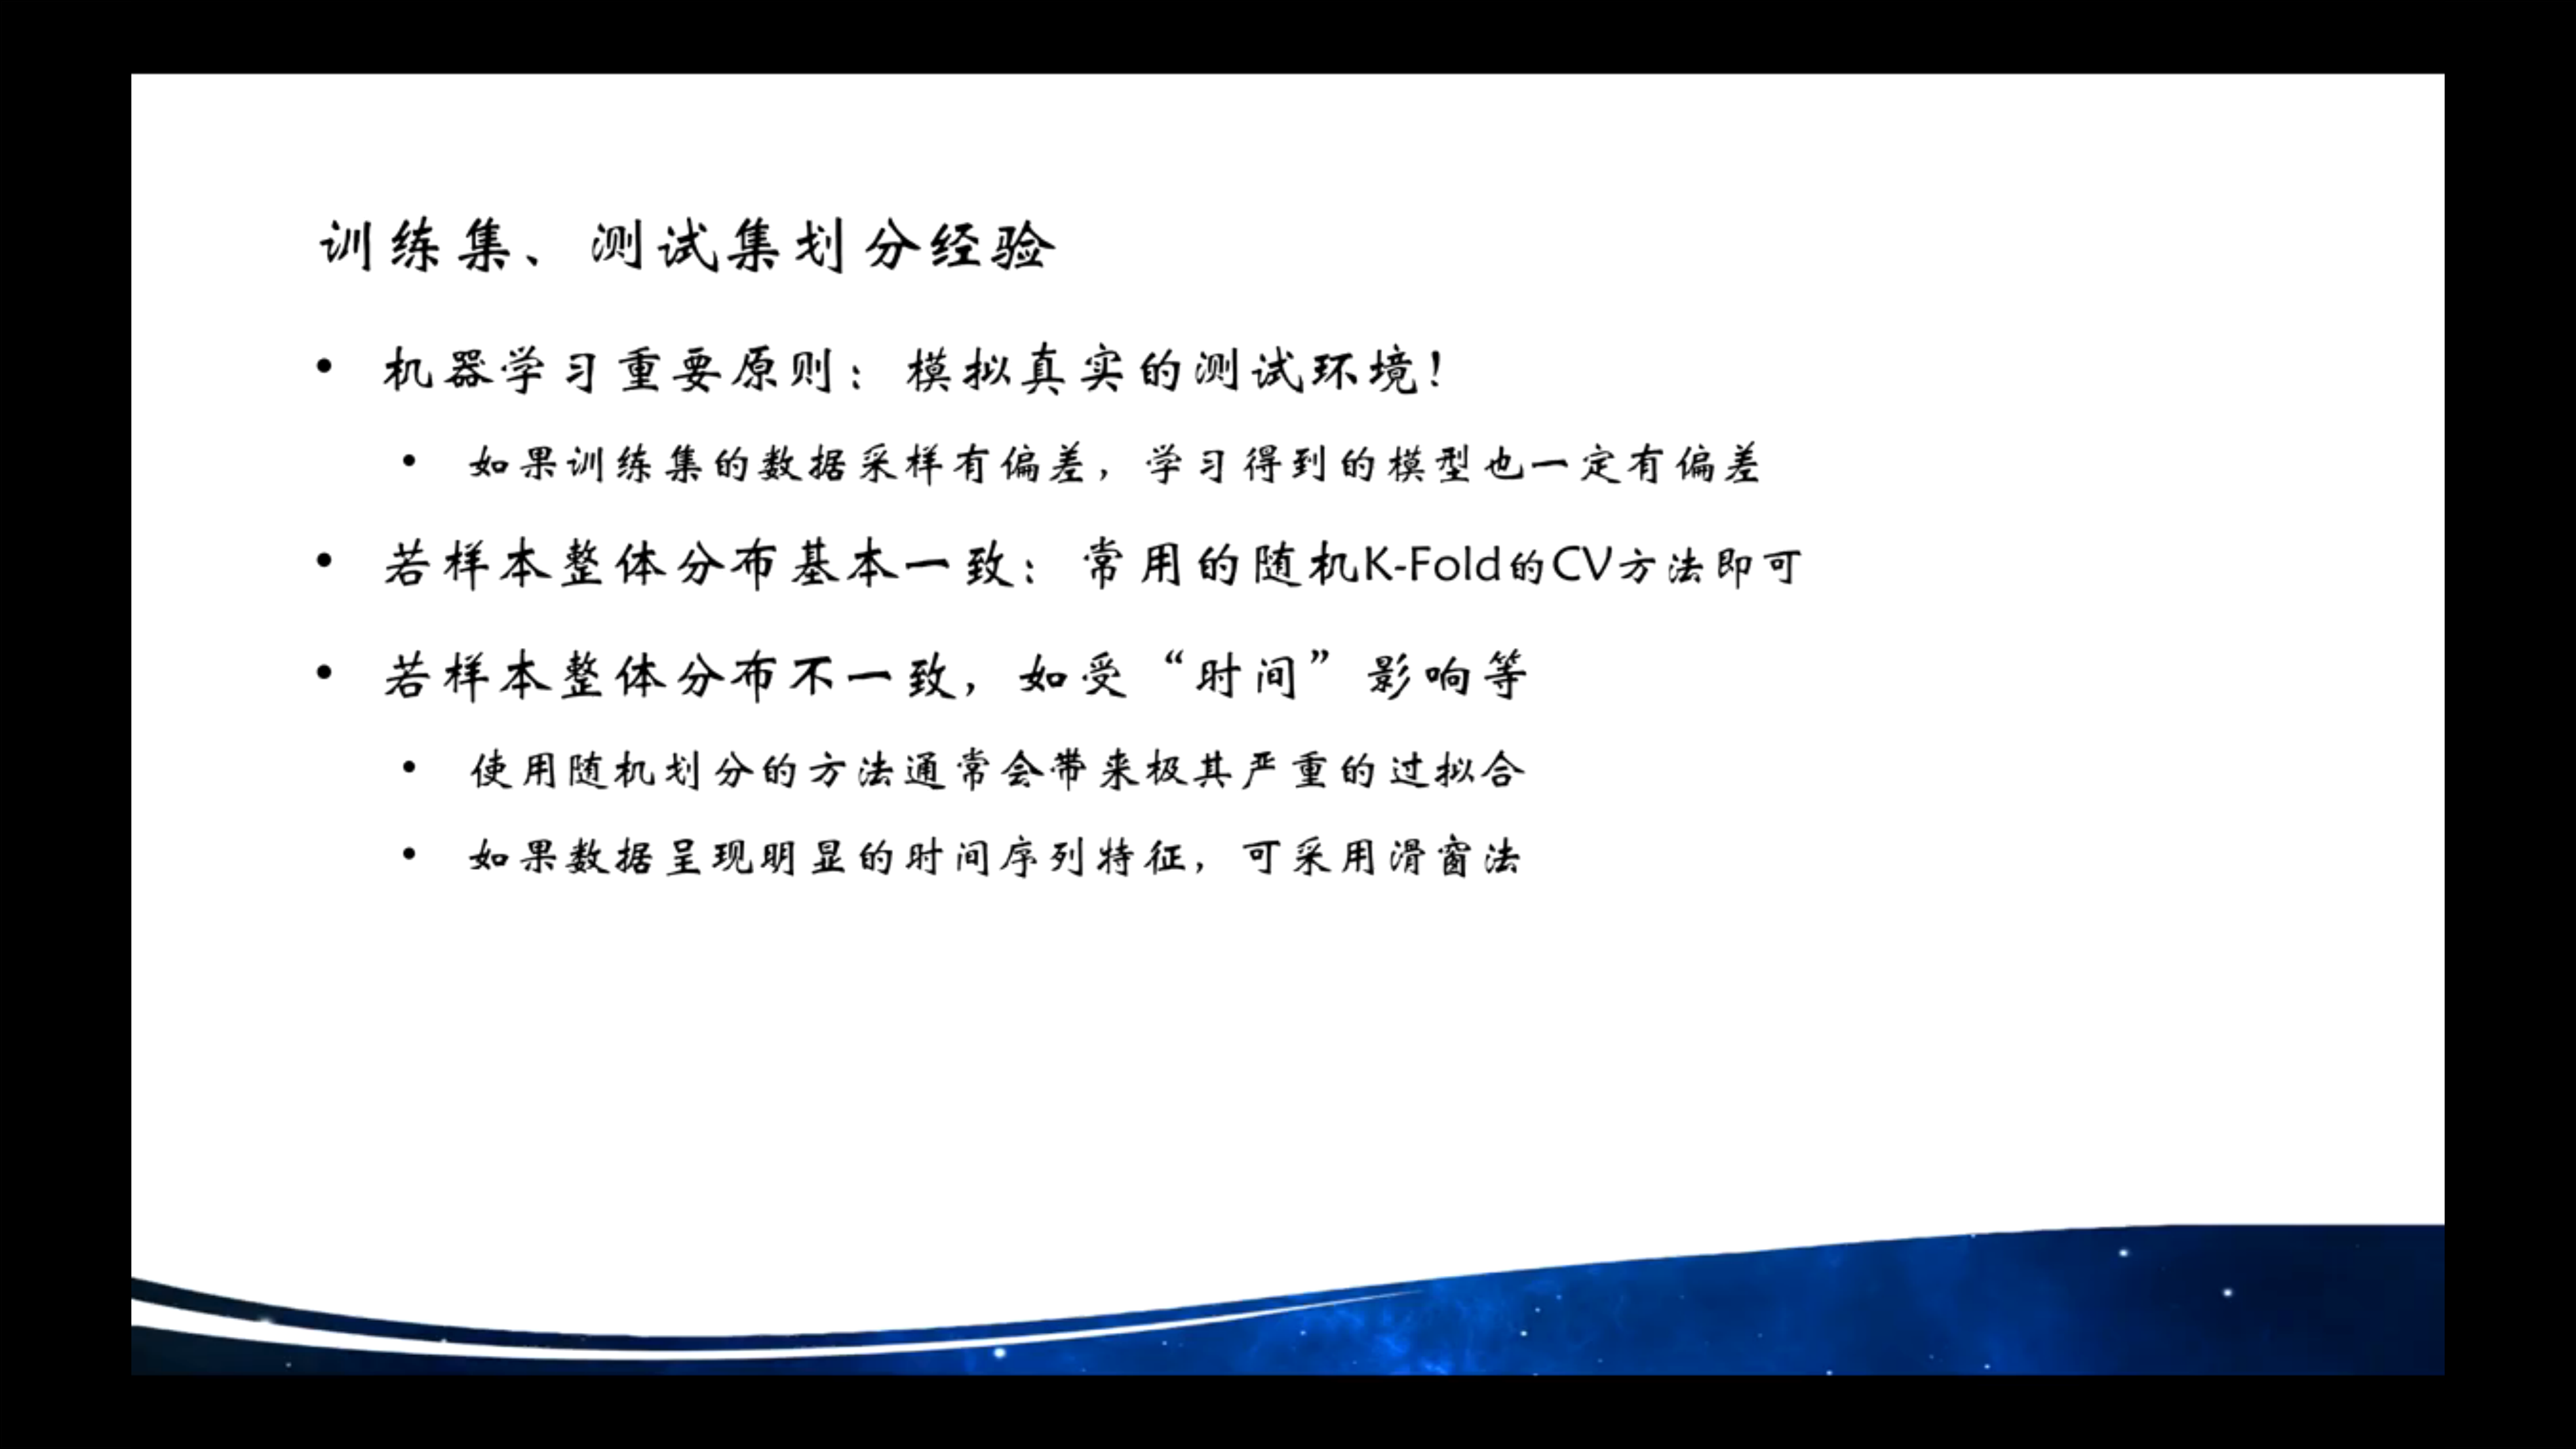 训练集、测试集划分经验
• 机器学习重要原则：模拟真实的测试环境！
• 如果训练集的数据采样有偏差，学习得到的模型也一定有偏差
• 若样本整体分布基本一致：常用的随机K-Fold的CV方法即可
• 若样本整体分布不一致，如受“时间”影响等
• 使用随机划分的方法通常会带来极其严重的过拟合
• 如果数据呈现明显的时间序列特征，可采用滑窗法